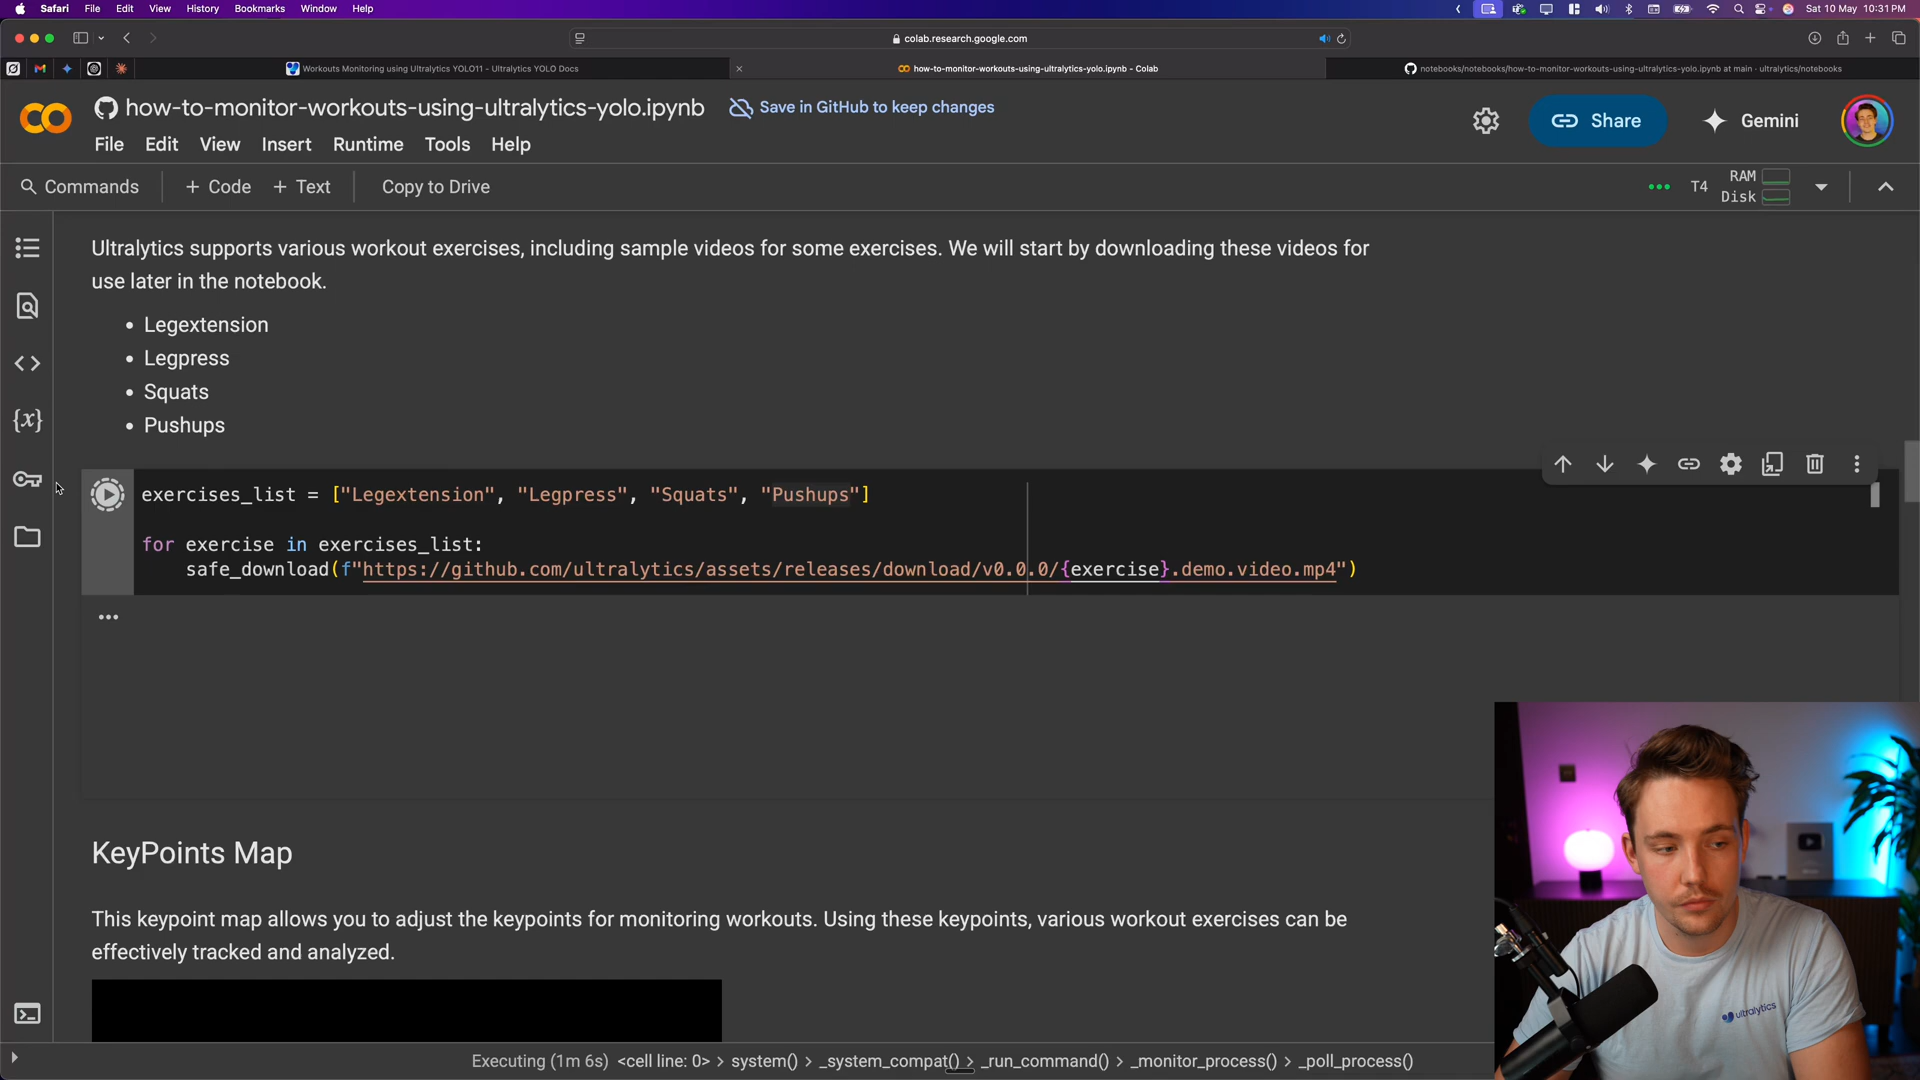 Safari File Edit View History Bookmarks Window Help Sat 10 May 10:31 PM
colab.research.google.com
Workouts Monitoring using Ultralytics YOLO11 - Ultralytics YOLO Docs
how-to-monitor-workouts-using-ultralytics-yolo.ipynb - Colab
notebooks/notebooks/how-to-monitor-workouts-using-ultralytics-yolo.ipynb at main · ultralytics/notebooks
how-to-monitor-workouts-using-ultralytics-yolo.ipynb Save in GitHub to keep changes
Share Gemini
File Edit View Insert Runtime Tools Help
Commands + Code + Text Copy to Drive T4 RAM
Disk
Ultralytics supports various workout exercises, including sample videos for some exercises. We will start by downloading these videos for
use later in the notebook.
• Legextension
• Legpress
• Squats
• Pushups
exercises_list = ["Legextension", "Legpress", "Squats", "Pushups"]
for exercise in exercises_list:
safe_download(f"https://github.com/ultralytics/assets/releases/download/v0.0.0/{exercise}.demo.video.mp4")
KeyPoints Map
This keypoint map allows you to adjust the keypoints for monitoring workouts. Using these keypoints, various workout exercises can be
effectively tracked and analyzed.
ultralytics
Executing (1m 6s) <cell line: 0> > system() > _system_compat() > _run_command() > _monitor_process() > _poll_process()